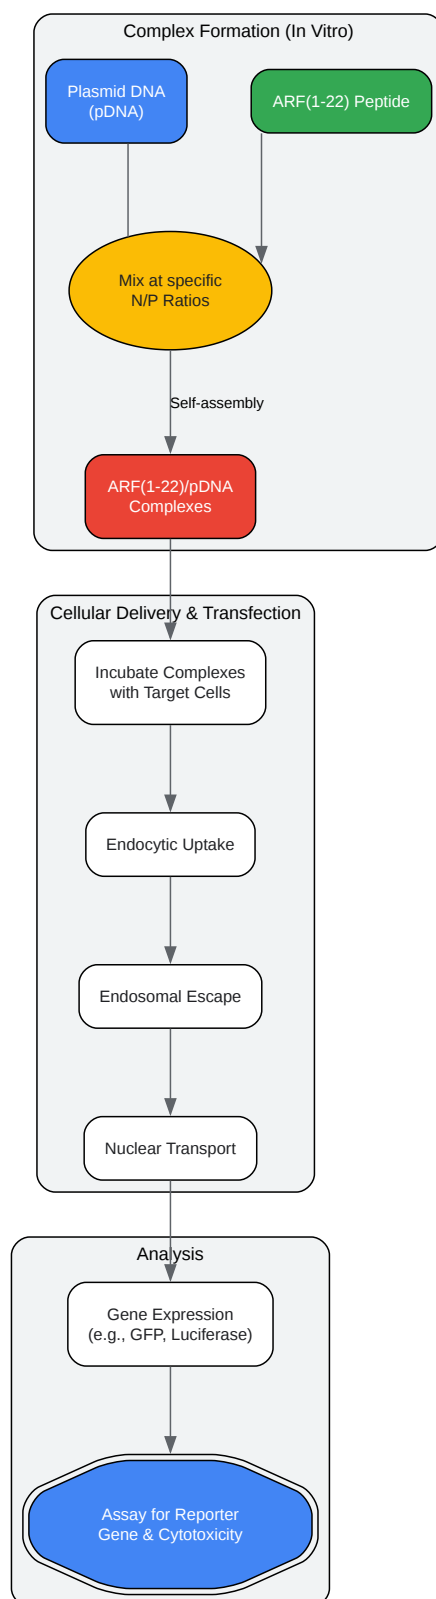 Complex Formation (In Vitro)
Plasmid DNA
(pDNA)
ARF(1-22) Peptide
Mix at specific
N/P Ratios
Self-assembly
ARF(1-22)/pDNA
Complexes
Cellular Delivery & Transfection
Incubate Complexes
with Target Cells
Endocytic Uptake
Endosomal Escape
Nuclear Transport
Analysis
Gene Expression
(e.g., GFP, Luciferase)
Assay for Reporter
Gene & Cytotoxicity